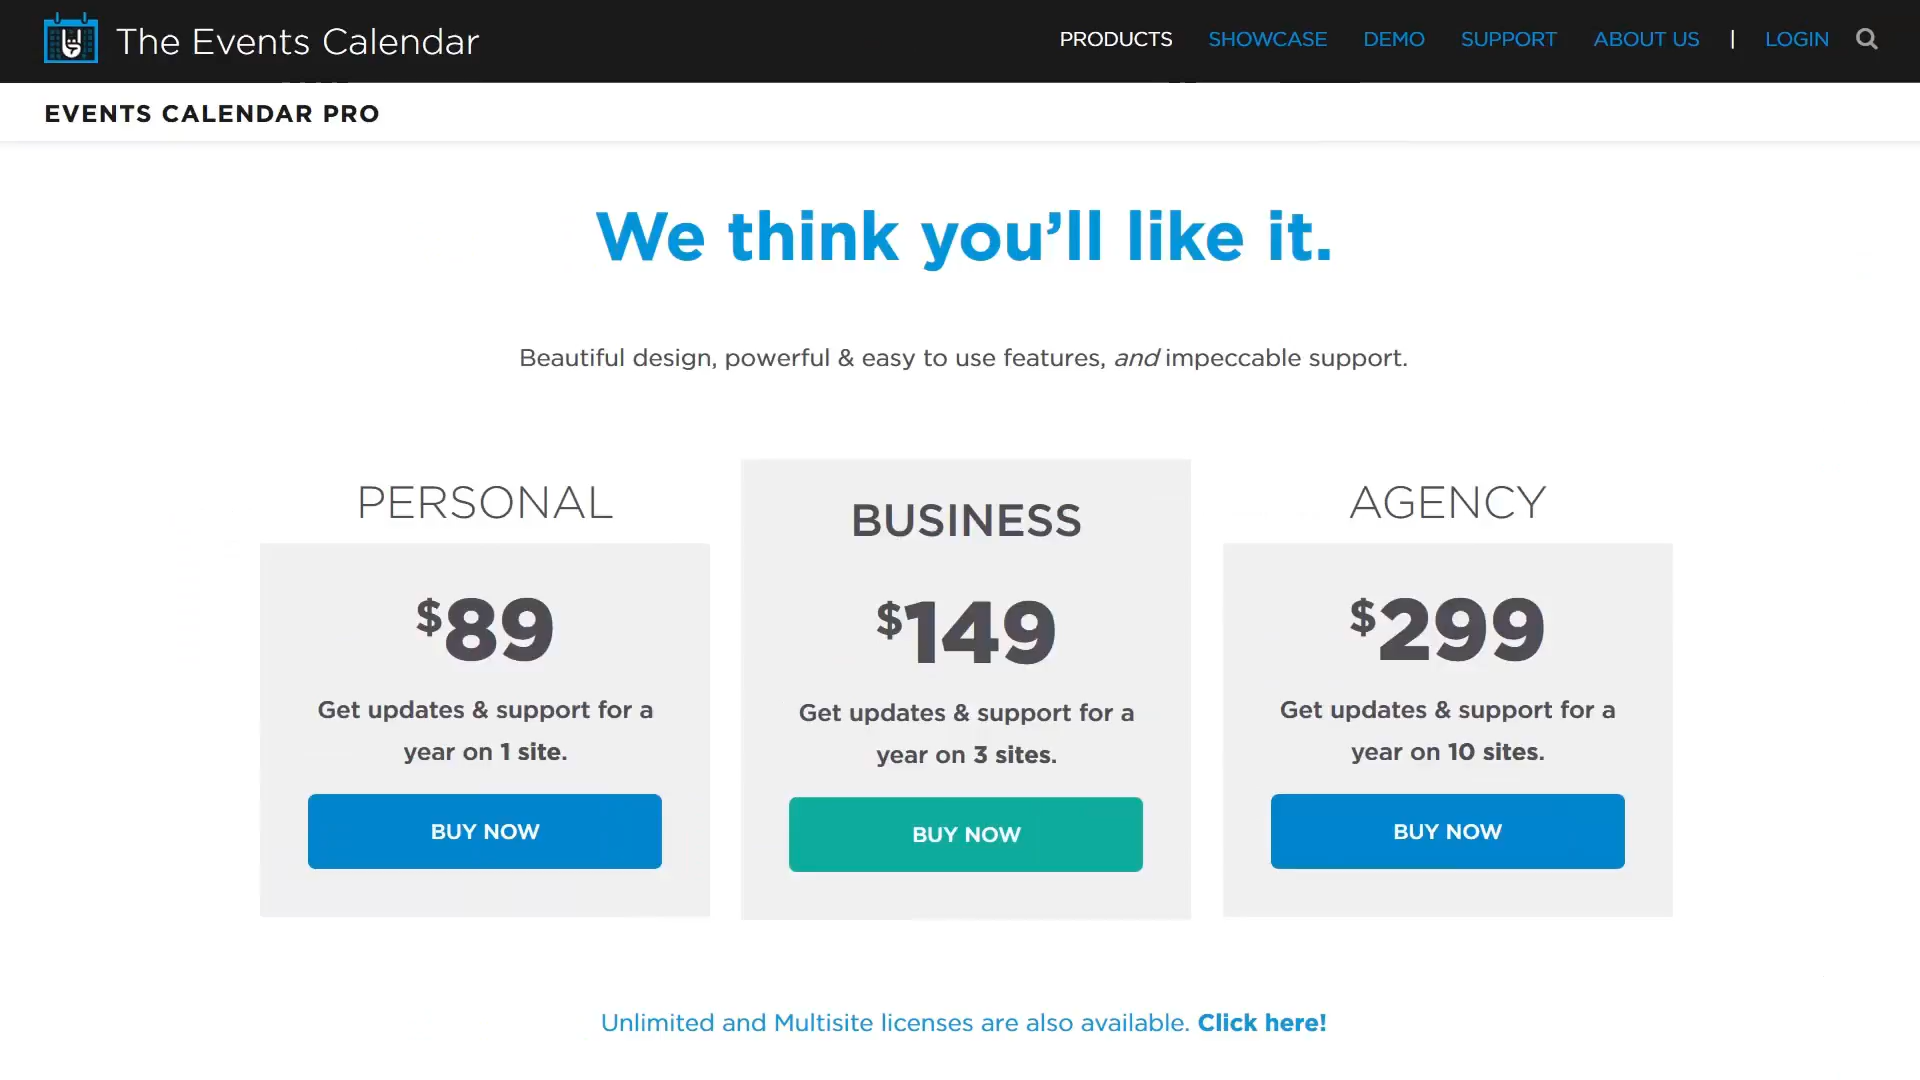 The Events Calendar
PRODUCTS SHOWCASE DEMO SUPPORT ABOUT US | LOGIN
EVENTS CALENDAR PRO
We think you’ll like it.
Beautiful design, powerful & easy to use features, and impeccable support.
PERSONAL
$89
Get updates & support for a
year on 1 site.
BUY NOW
BUSINESS
$149
Get updates & support for a
year on 3 sites.
BUY NOW
AGENCY
$299
Get updates & support for a
year on 10 sites.
BUY NOW
Unlimited and Multisite licenses are also available. Click here!